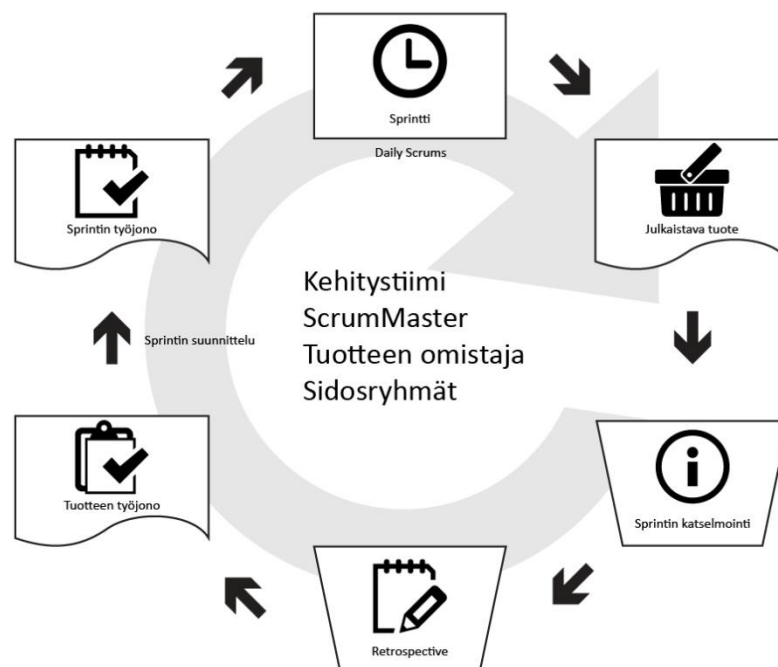 Sprintti
Daily Scrums
Sprintin työjono
Julkaistava tuote
Kehitystiimi
ScrumMaster
Tuotteen omistaja
Sidosryhmät
Sprintin suunnittelu
Tuotteen työjono
Sprintin katselmointi
Retrospective